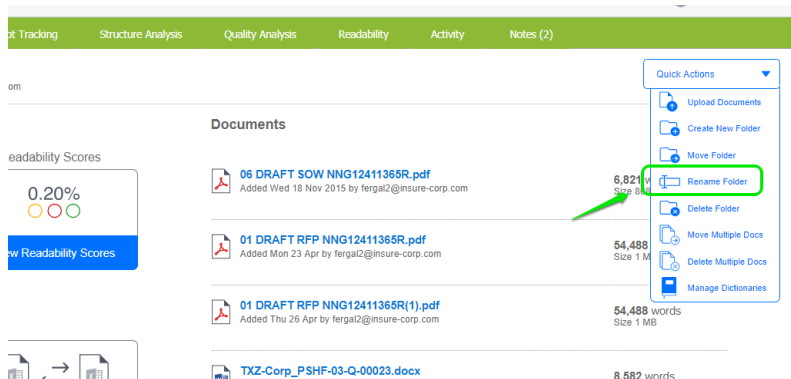 Tracking
Structure Analysis
Quality Analysis
Readability
Activity
Notes (2)
Quick Actions
Upload Documents
Create New Folder
Move Folder
Rename Folder
Delete Folder
Move Multiple Docs
Delete Multiple Docs
Manage Dictionaries
om
Documents
eadability Scores
0.20%
ew Readability Scores
06 DRAFT SOW NNG12411365R.pdf
Added Wed 18 Nov 2015 by fergal2@insure-corp.com
6,821 w
Size 868
01 DRAFT RFP NNG12411365R.pdf
Added Mon 23 Apr by fergal2@insure-corp.com
54,488
Size 1 M
01 DRAFT RFP NNG12411365R(1).pdf
Added Thu 26 Apr by fergal2@insure-corp.com
54,488 words
Size 1 MB
TXZ-Corp_PSHF-03-Q-00023.docx
8,582 words